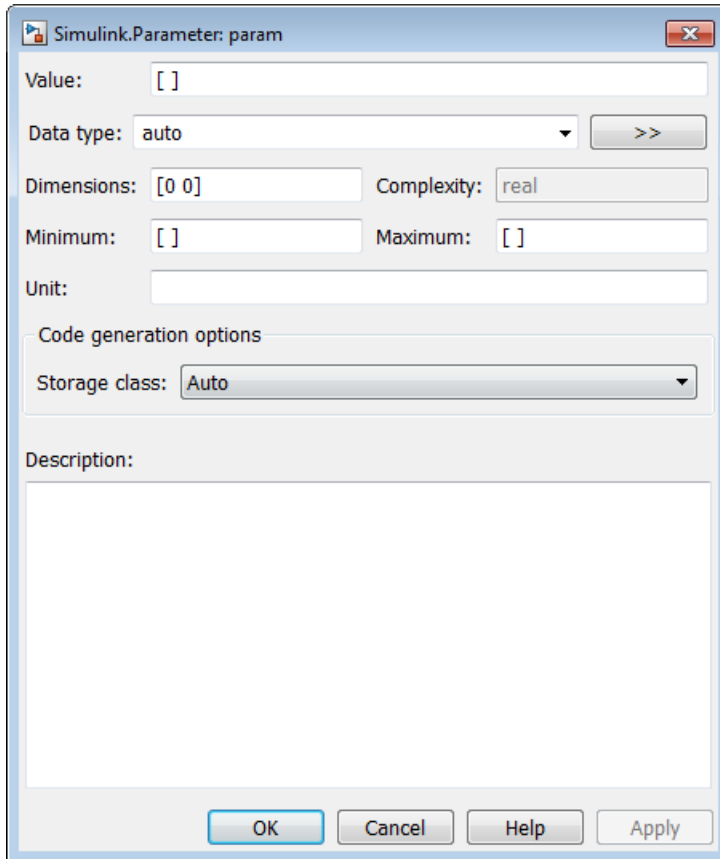 Simulink.Parameter: param
Value: [ ]
Data type: auto >>
Dimensions: [0 0] Complexity: real
Minimum: [ ] Maximum: [ ]
Unit:
Code generation options
Storage class: Auto
Description:
OK Cancel Help Apply